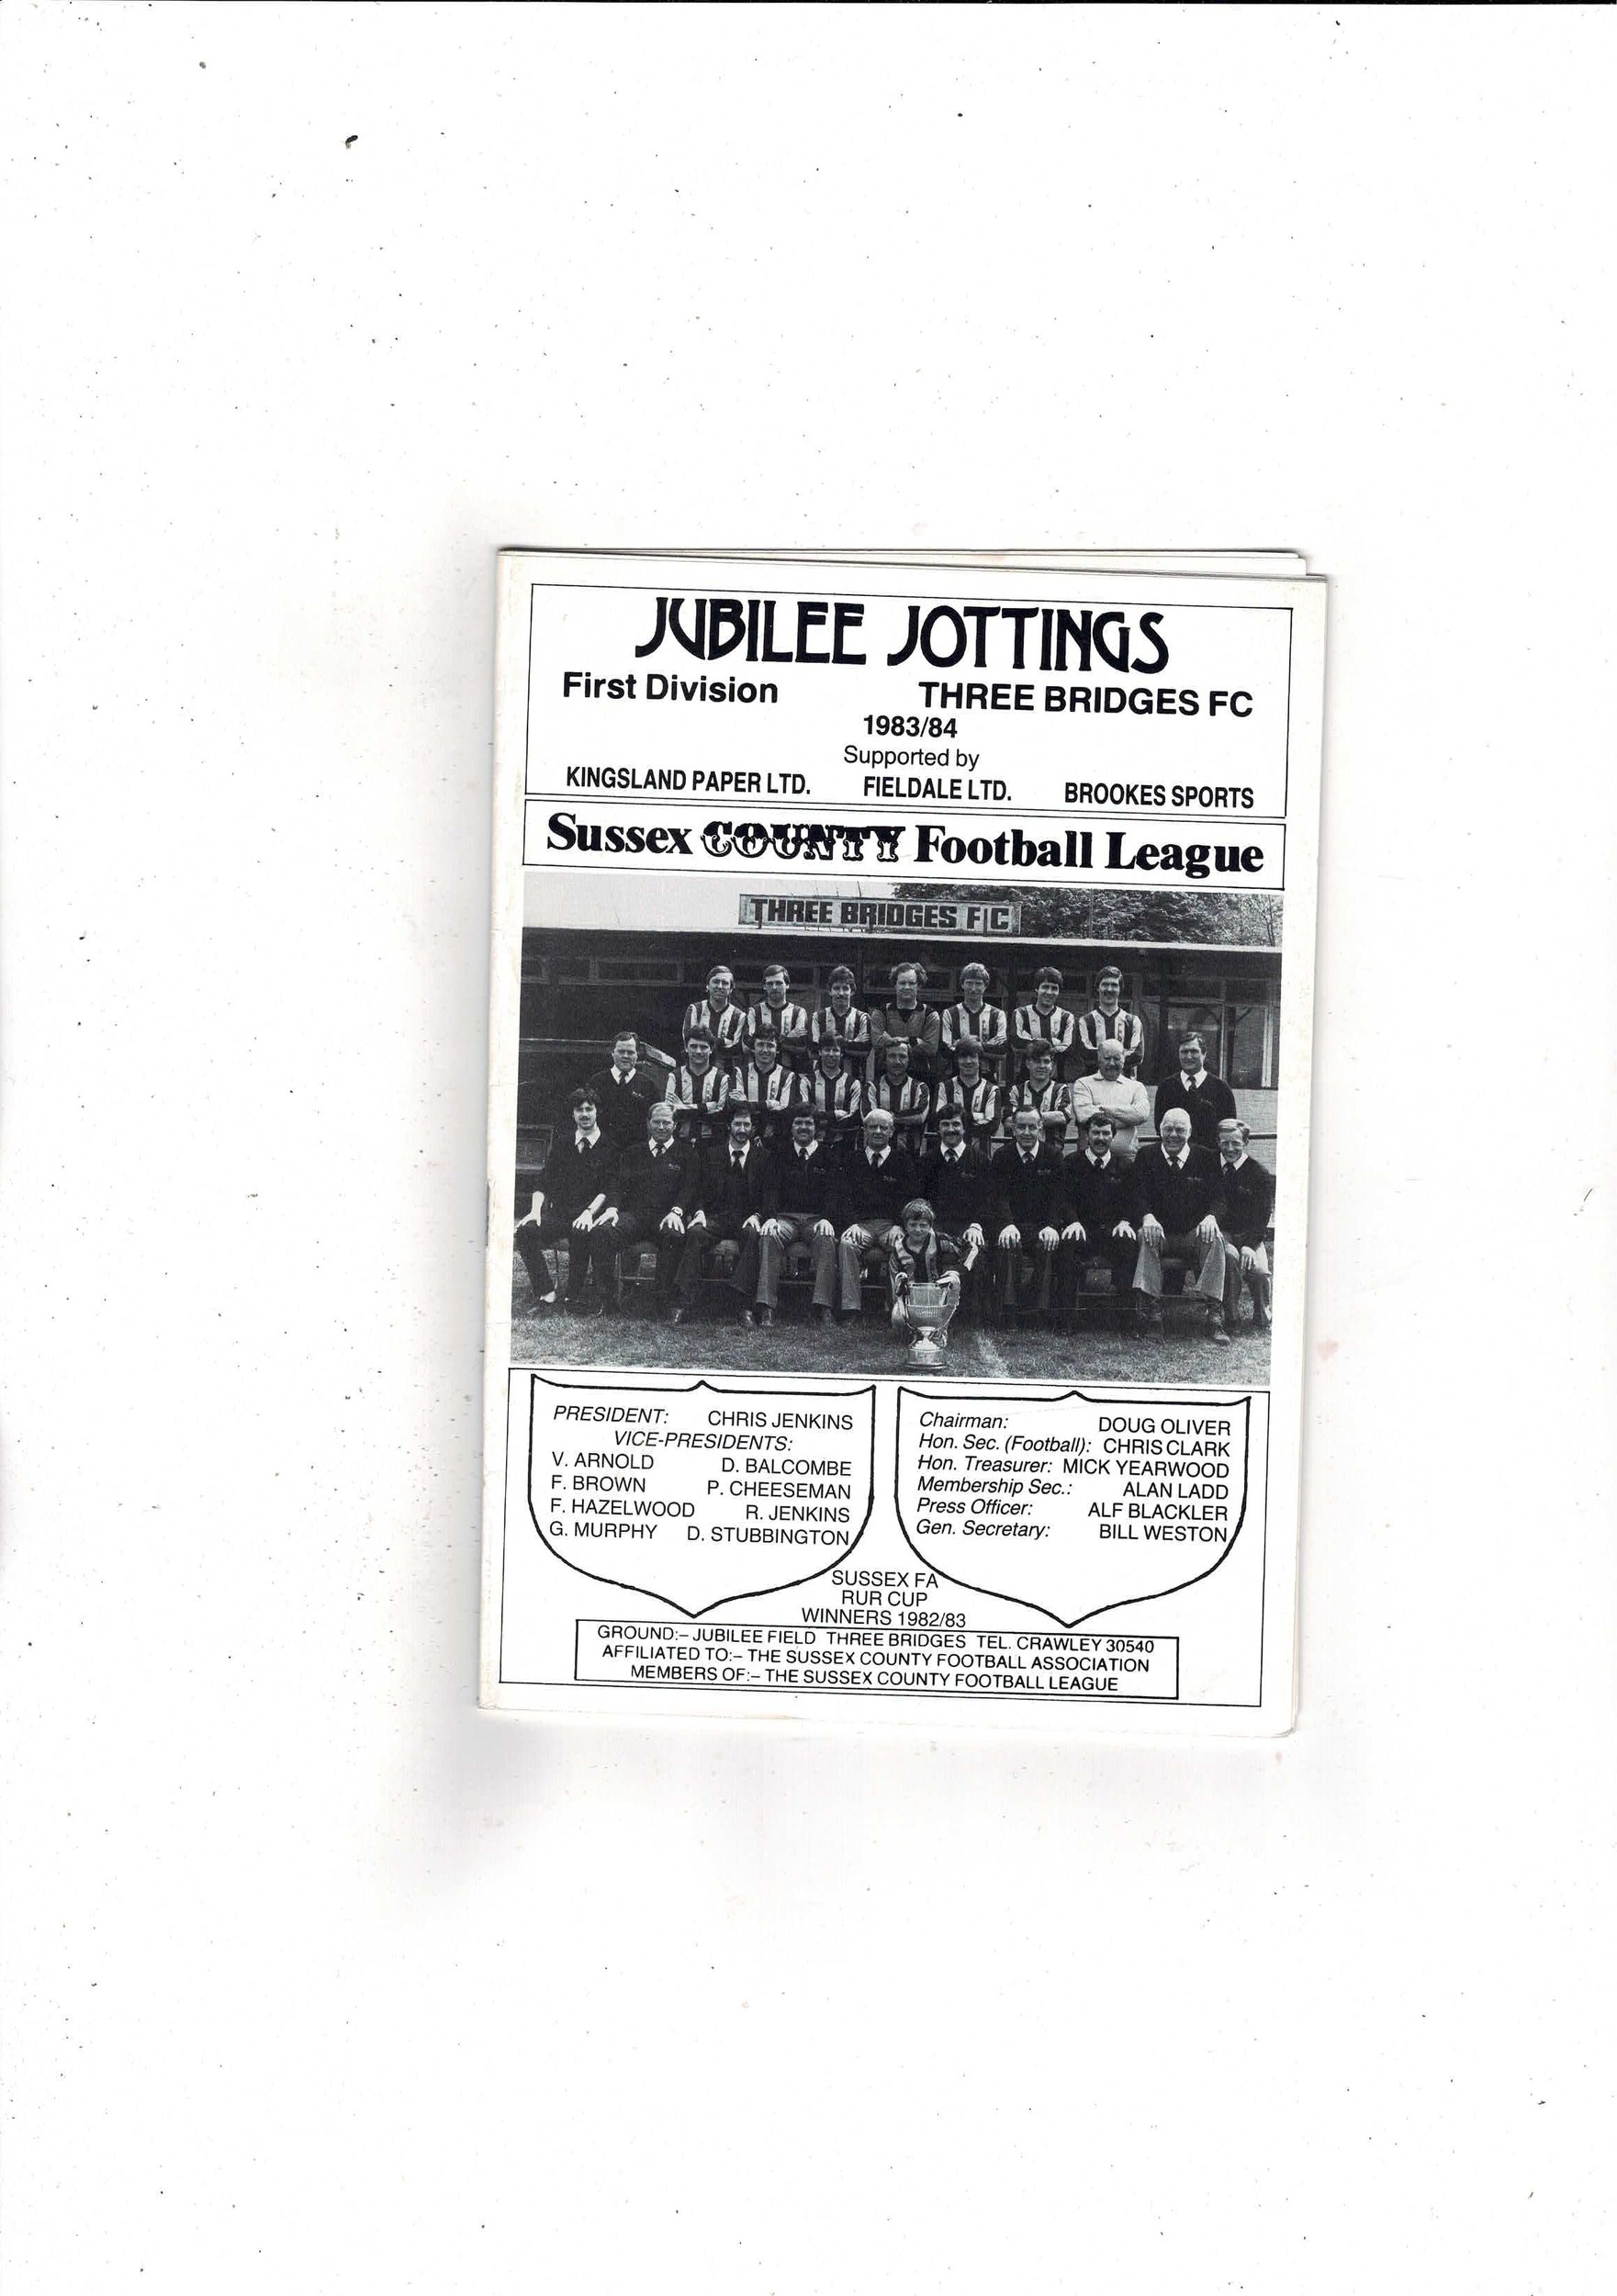 JUBILEE JOTTINGS
First Division THREE BRIDGES FC
1983/84
Supported by
KINGSLAND PAPER LTD. FIELDALE LTD. BROOKES SPORTS
Sussex COUNTY Football League
THREE BRIDGES F C
PRESIDENT: CHRIS JENKINS
VICE-PRESIDENTS:
V. ARNOLD D. BALCOMBE
F. BROWN P. CHEESEMAN
F. HAZELWOOD R. JENKINS
G. MURPHY D. STUBBINGTON
Chairman: DOUG OLIVER
Hon. Sec. (Football): CHRIS CLARK
Hon. Treasurer: MICK YEARWOOD
Membership Sec.: ALAN LADD
Press Officer: ALF BLACKLER
Gen. Secretary: BILL WESTON
SUSSEX FA
RUR CUP
WINNERS 1982/83
GROUND:– JUBILEE FIELD THREE BRIDGES TEL. CRAWLEY 30540
AFFILIATED TO:– THE SUSSEX COUNTY FOOTBALL ASSOCIATION
MEMBERS OF:– THE SUSSEX COUNTY FOOTBALL LEAGUE